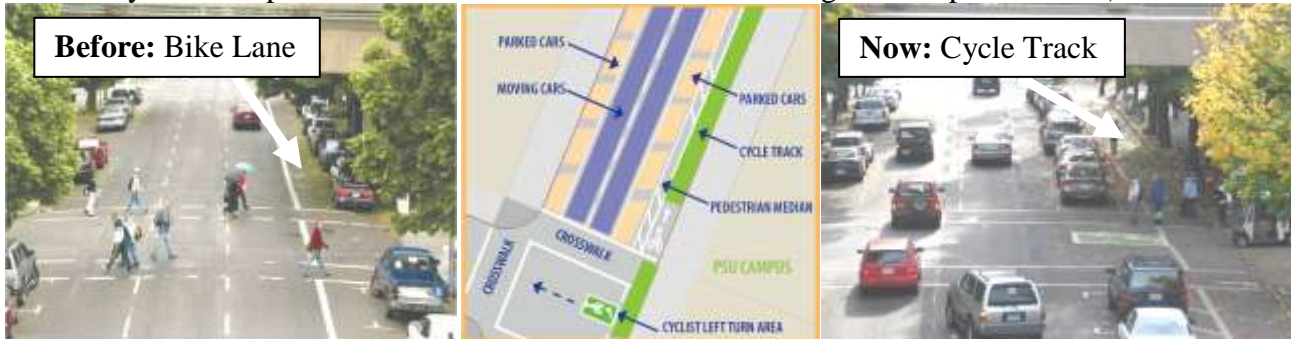 Before: Bike Lane
PARKED CARS
MOVING CARS
PARKED CARS
CYCLE TRACK
PEDESTRIAN MEDIAN
CROSSWALK
CROSSWALK
PSU CAMPUS
CYCLIST LEFT TURN AREA
Now: Cycle Track